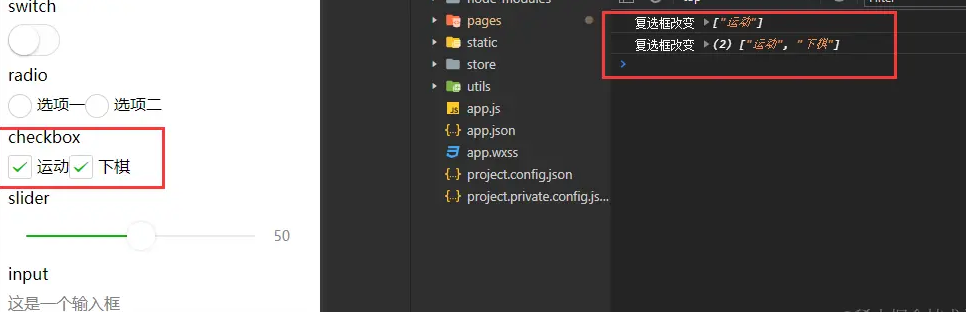 switch
radio
选项一 选项二
checkbox
运动 下棋
slider
50
input
这是一个输入框
pages
static
store
utils
app.js
app.json
app.wxss
project.config.json
project.private.config.js...
复选框改变 ["运动"]
复选框改变 (2) ["运动", "下棋"]